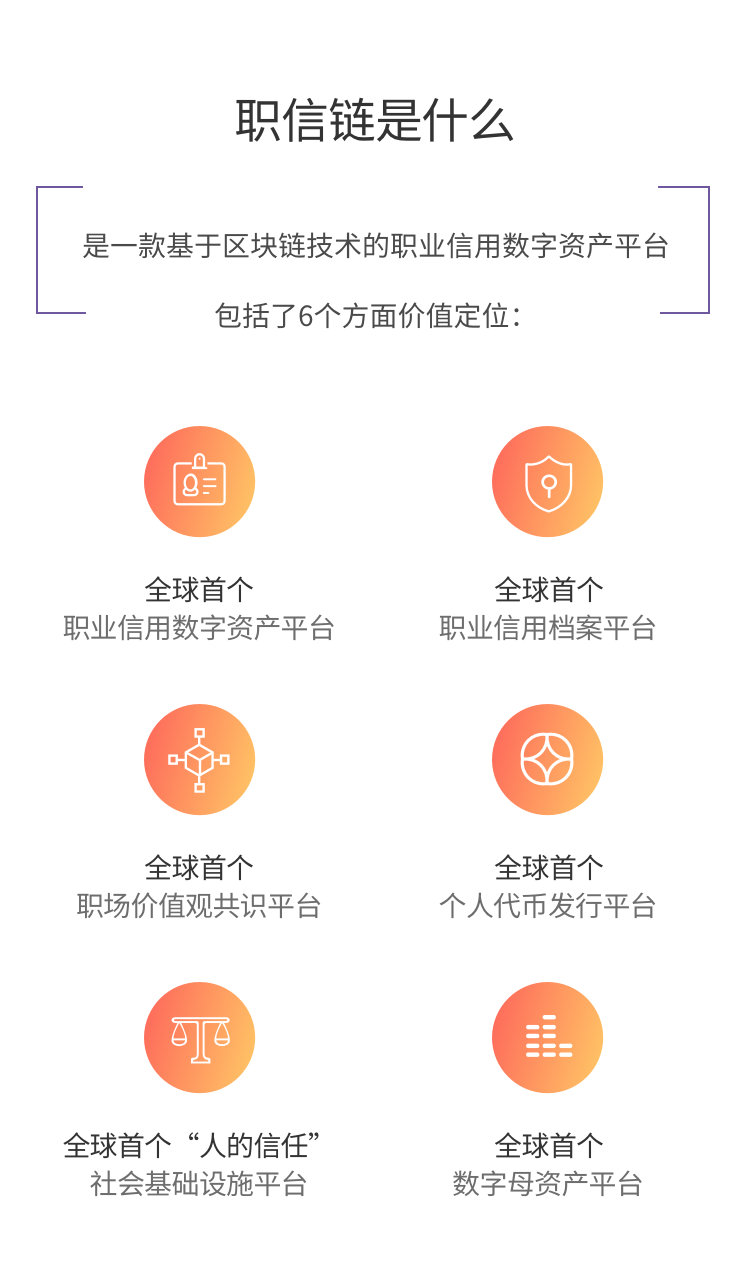 职信链是什么
是一款基于区块链技术的职业信用数字资产平台
包括了6个方面价值定位：
全球首个
职业信用数字资产平台
全球首个
职业信用档案平台
全球首个
职场价值观共识平台
全球首个
个人代币发行平台
全球首个“人的信任”
社会基础设施平台
全球首个
数字母资产平台